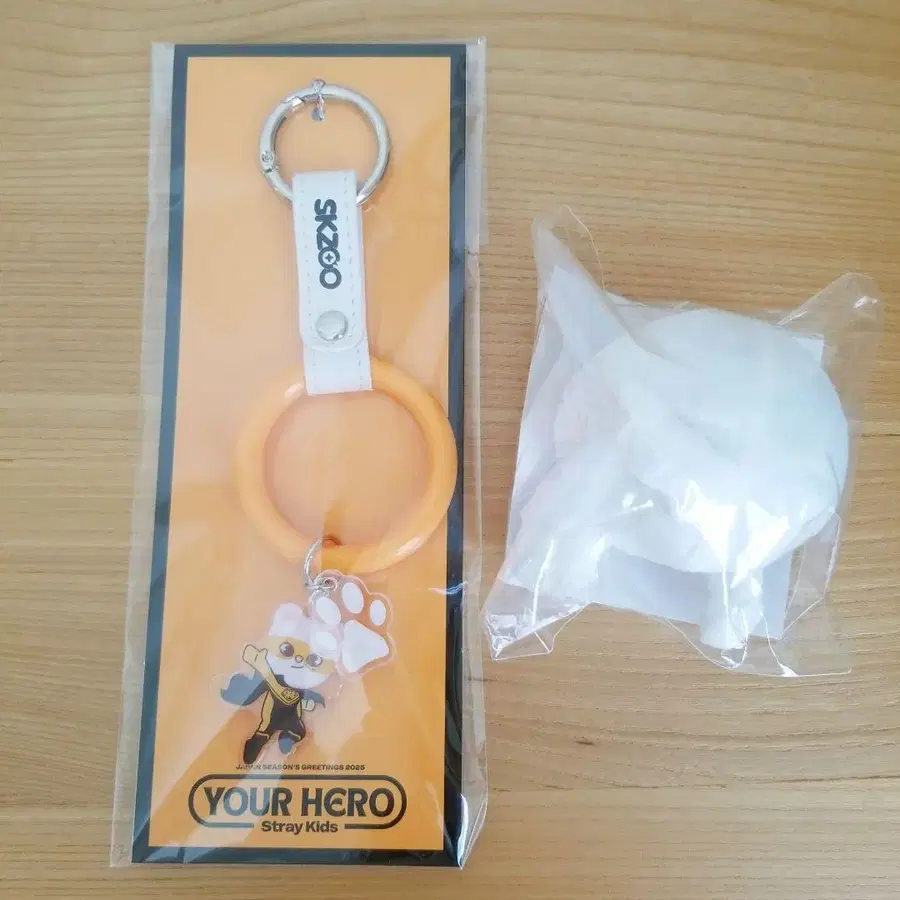 SKZOO
JAPAN SEASON'S GREETINGS 2025
YOUR HERO
Stray Kids